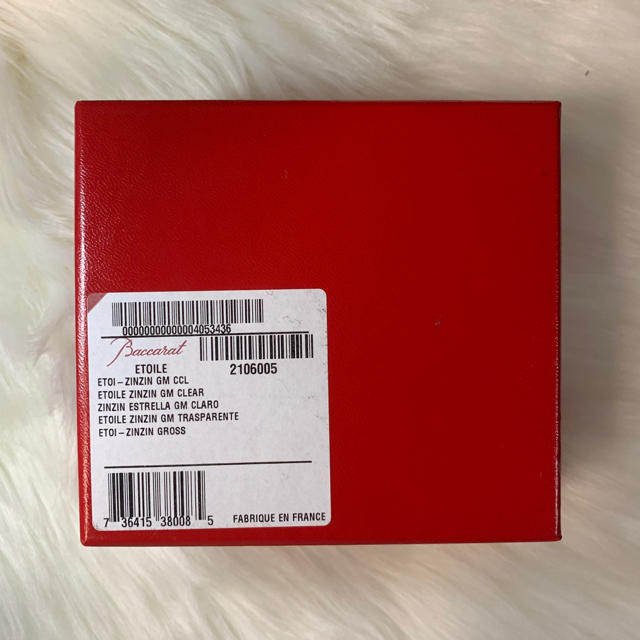 00000000000004053436
Baccarat
ETOILE 2106005
ETOI-ZINZIN GM CCL
ETOILE ZINZIN GM CLEAR
ZINZIN ESTRELLA GM CLARO
ETOILE ZINZIN GM TRASPARENTE
ETOI-ZINZIN GROSS
7 36415 38008 5 FABRIQUE EN FRANCE